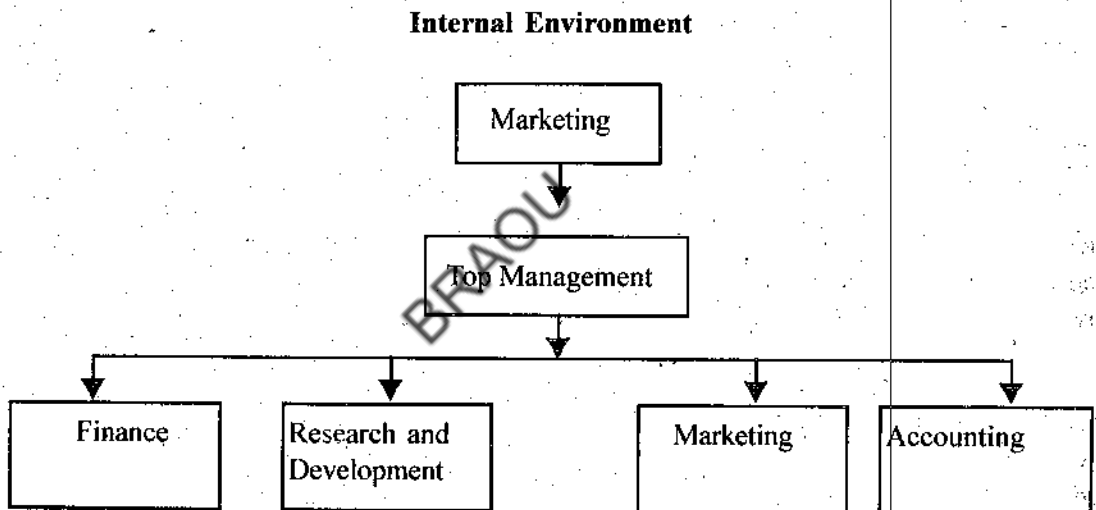 Internal Environment
Marketing
BRAOU
Top Management
Finance
Research and
Development
Marketing
Accounting